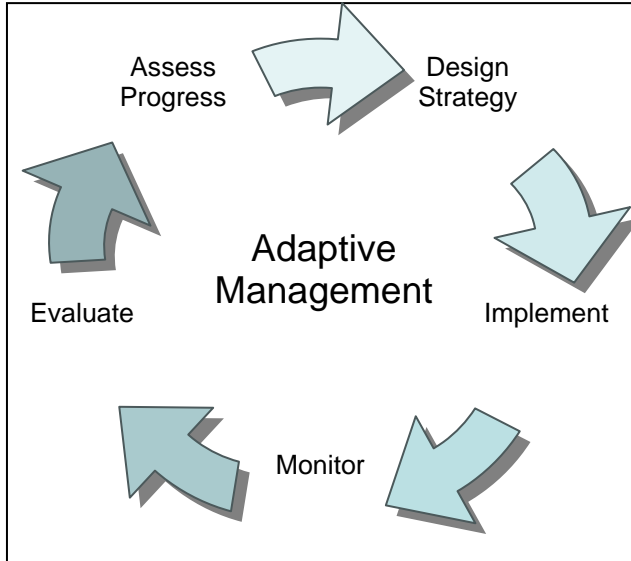 Assess
Progress
Design
Strategy
Adaptive
Management
Evaluate
Implement
Monitor